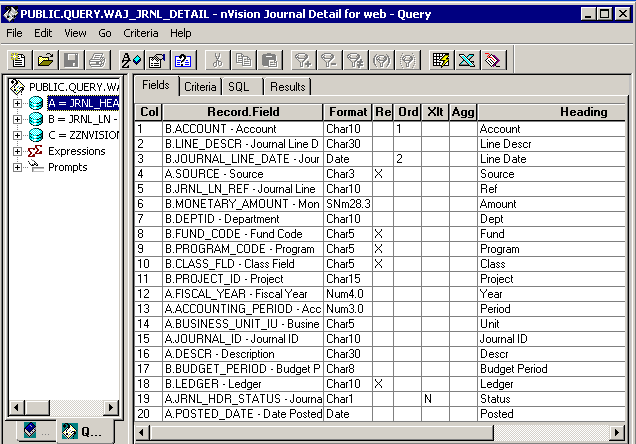 PUBLIC.QUERY.WAJ_JRNL_DETAIL - nVision Journal Detail for web - Query
File Edit View Go Criteria Help
PUBLIC.QUERY.WAJ
A = JRNL_HEA
B = JRNL_LN -
C = ZZNVISION
Expressions
Prompts
... Q...
Fields Criteria SQL Results
Col Record.Field Format Re Ord Xlt Agg Heading
1 B.ACCOUNT - Account Char10 1 Account
2 B.LINE_DESCR - Journal Line D Char30 Line Descr
3 B.JOURNAL_LINE_DATE - Jour Date 2 Line Date
4 A.SOURCE - Source Char3 X Source
5 B.JRNL_LN_REF - Journal Line Char10 Ref
6 B.MONETARY_AMOUNT - Mon SNm28.3 Amount
7 B.DEPTID - Department Char10 Dept
8 B.FUND_CODE - Fund Code Char5 X Fund
9 B.PROGRAM_CODE - Program Char5 X Program
10 B.CLASS_FLD - Class Field Char5 X Class
11 B.PROJECT_ID - Project Char15 Project
12 A.FISCAL_YEAR - Fiscal Year Num4.0 Year
13 A.ACCOUNTING_PERIOD - Acc Num3.0 Period
14 A.BUSINESS_UNIT_IU - Busine Char5 Unit
15 A.JOURNAL_ID - Journal ID Char10 Journal ID
16 A.DESCR - Description Char30 Descr
17 B.BUDGET_PERIOD - Budget P Char8 Budget Period
18 B.LEDGER - Ledger Char10 X Ledger
19 A.JRNL_HDR_STATUS - Journa Char1 N Status
20 A.POSTED_DATE - Date Posted Date Posted